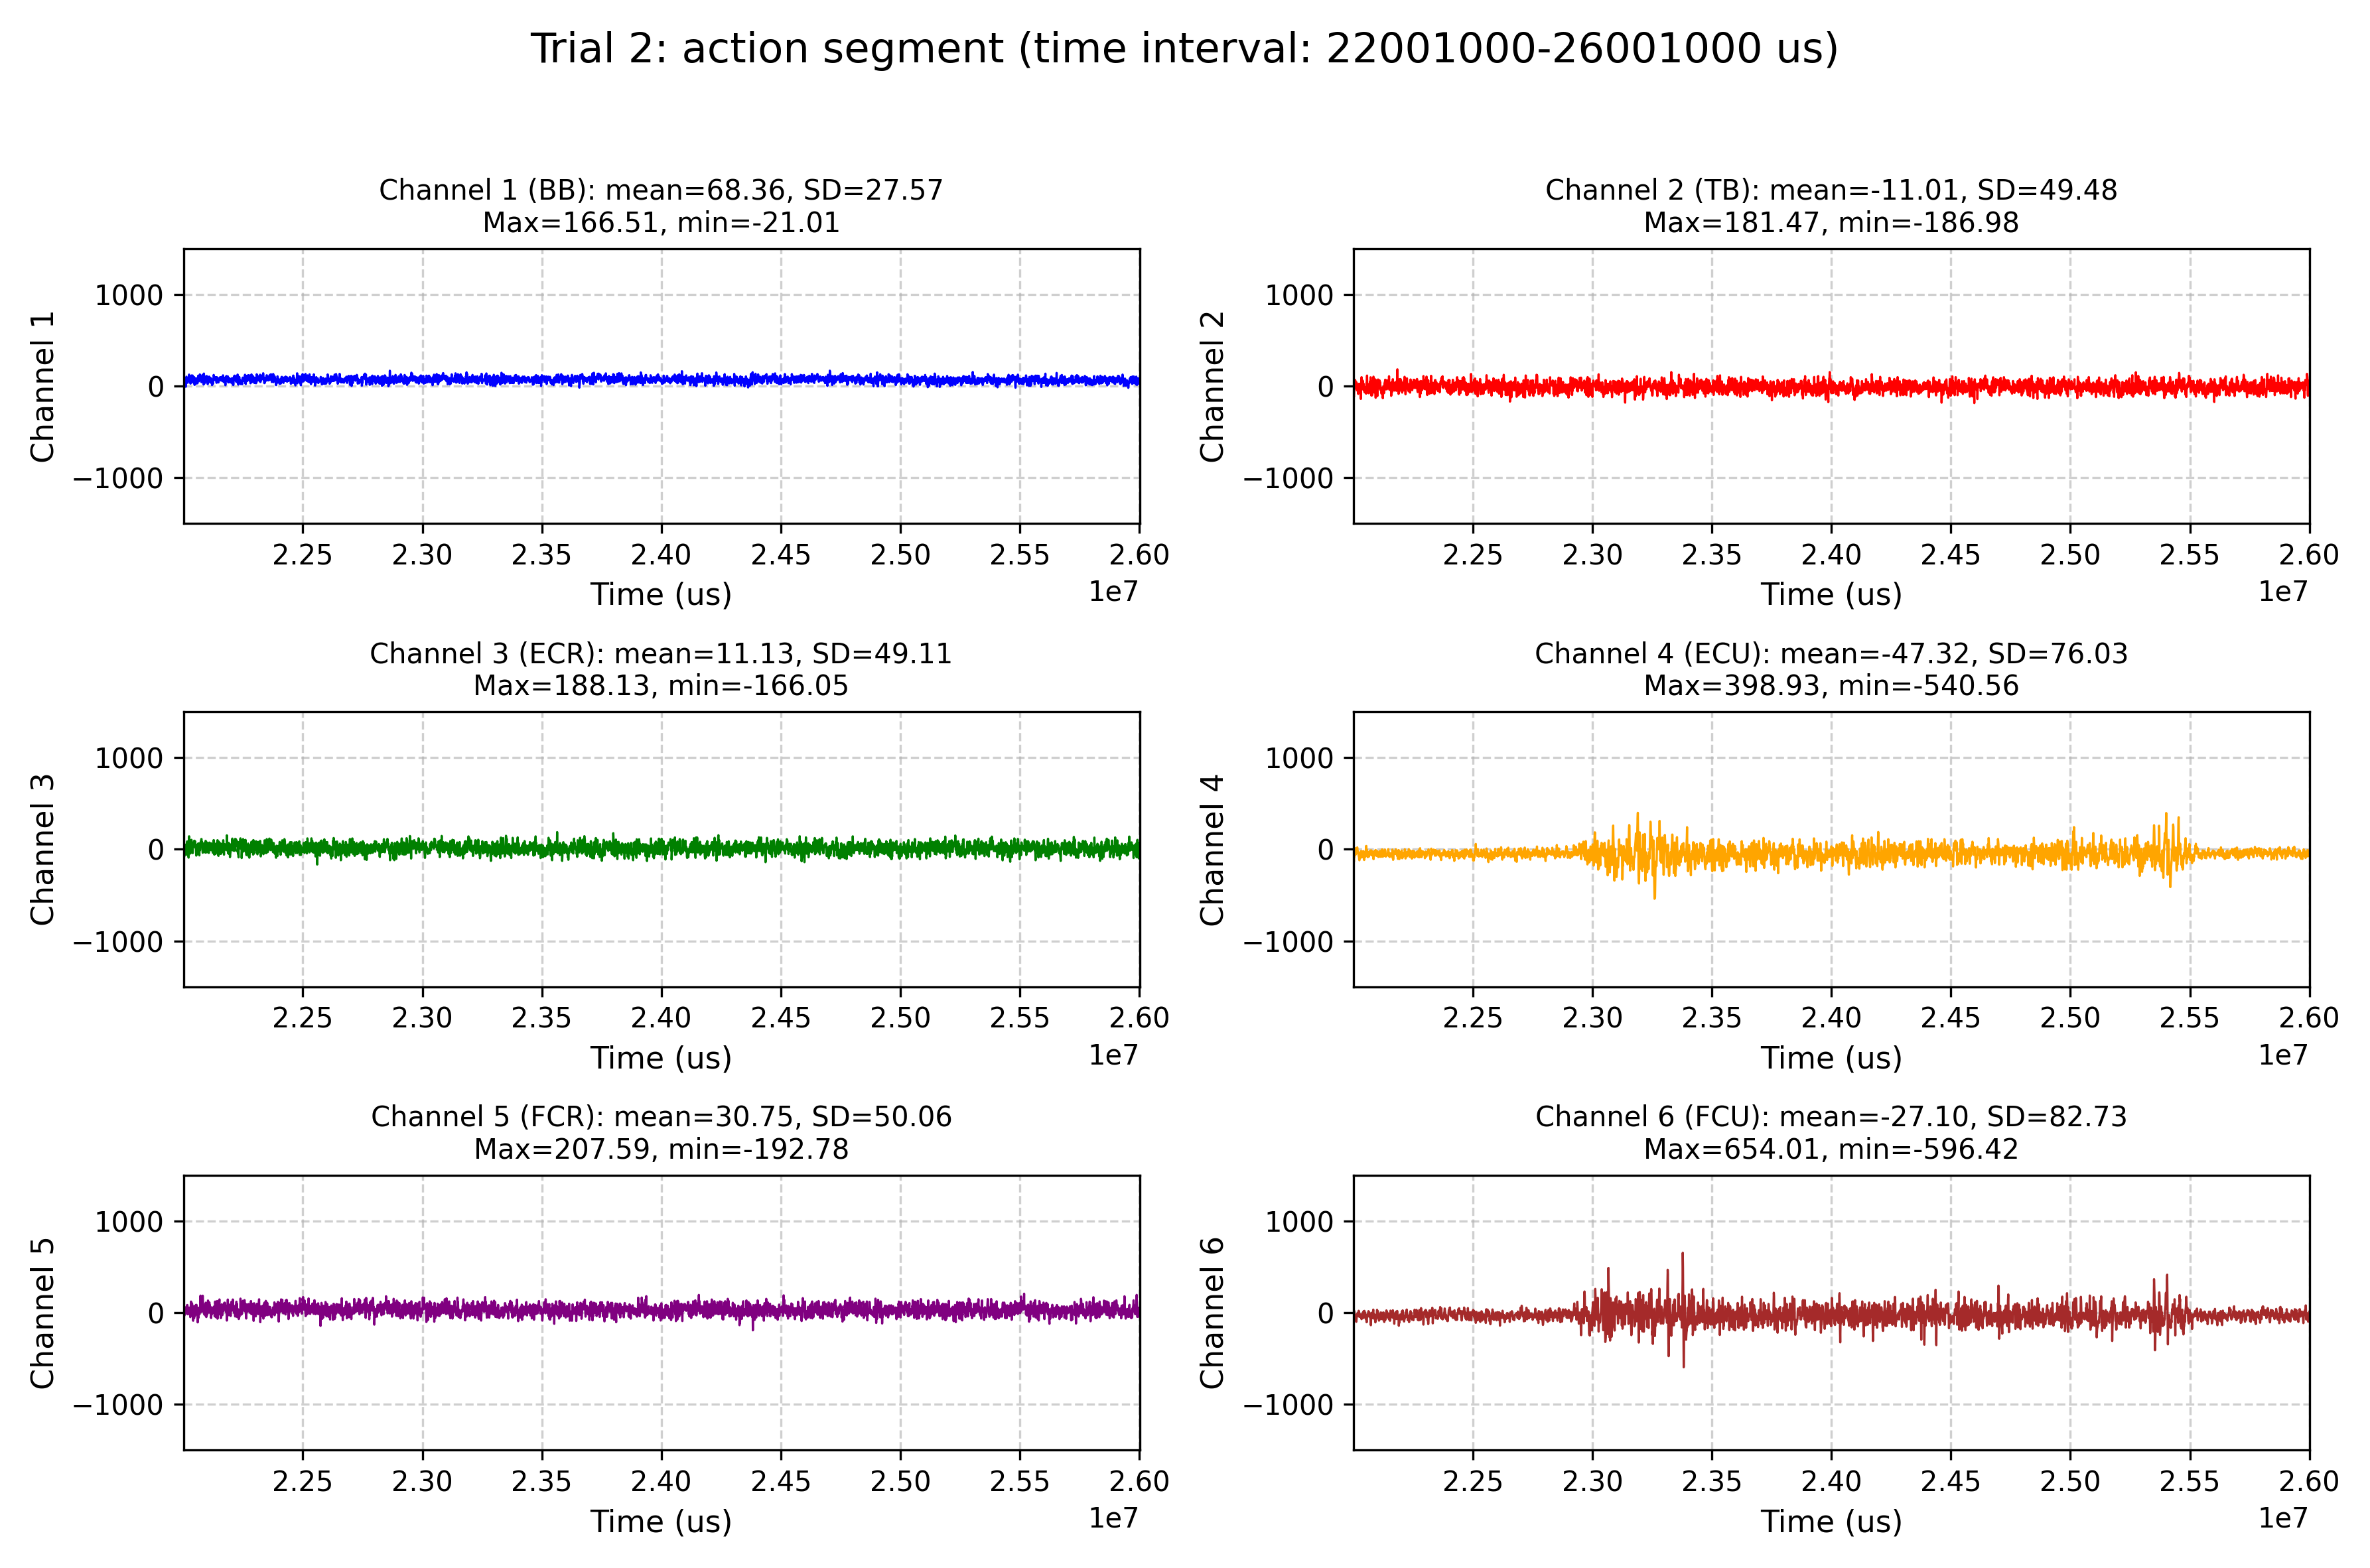 Trial 2: action segment (time interval: 22001000-26001000 us)
Channel 1 (BB): mean=68.36, SD=27.57
Max=166.51, min=-21.01
Channel 1
1000
0
−1000
2.25 2.30 2.35 2.40 2.45 2.50 2.55 2.60
1e7
Time (us)
Channel 2 (TB): mean=-11.01, SD=49.48
Max=181.47, min=-186.98
Channel 2
1000
0
−1000
2.25 2.30 2.35 2.40 2.45 2.50 2.55 2.60
1e7
Time (us)
Channel 3 (ECR): mean=11.13, SD=49.11
Max=188.13, min=-166.05
Channel 3
1000
0
−1000
2.25 2.30 2.35 2.40 2.45 2.50 2.55 2.60
1e7
Time (us)
Channel 4 (ECU): mean=-47.32, SD=76.03
Max=398.93, min=-540.56
Channel 4
1000
0
−1000
2.25 2.30 2.35 2.40 2.45 2.50 2.55 2.60
1e7
Time (us)
Channel 5 (FCR): mean=30.75, SD=50.06
Max=207.59, min=-192.78
Channel 5
1000
0
−1000
2.25 2.30 2.35 2.40 2.45 2.50 2.55 2.60
1e7
Time (us)
Channel 6 (FCU): mean=-27.10, SD=82.73
Max=654.01, min=-596.42
Channel 6
1000
0
−1000
2.25 2.30 2.35 2.40 2.45 2.50 2.55 2.60
1e7
Time (us)